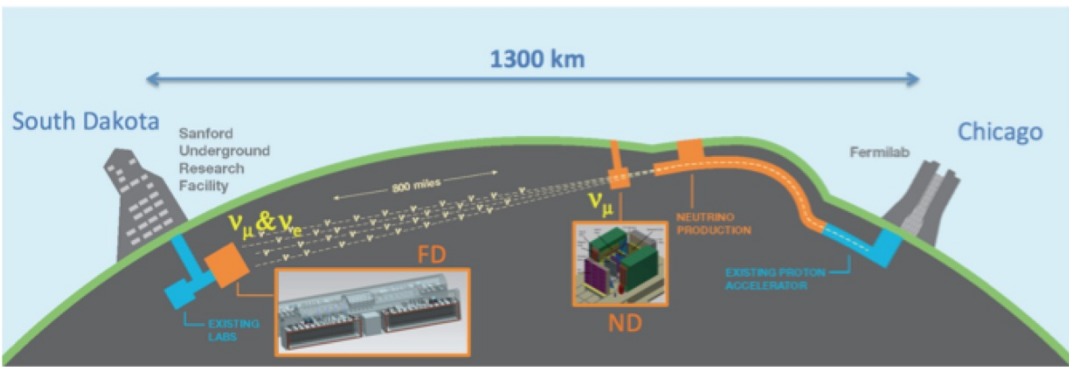 1300 km
South Dakota
Sanford
Underground
Research
Facility
Chicago
Fermilab
800 miles
νμ & νe
νμ
NEUTRINO
PRODUCTION
FD
EXISTING PROTON
ACCELERATOR
EXISTING
LABS
ND